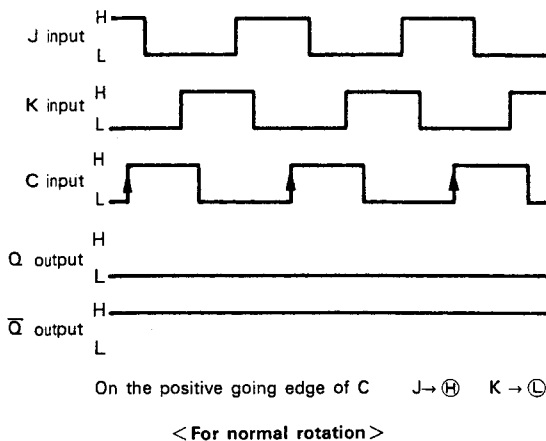 H
J input
L
H
K input
L
H
C input
L
H
Q output
L
H
Q̅ output
L
On the positive going edge of C J→Ⓗ K→Ⓛ
<For normal rotation>